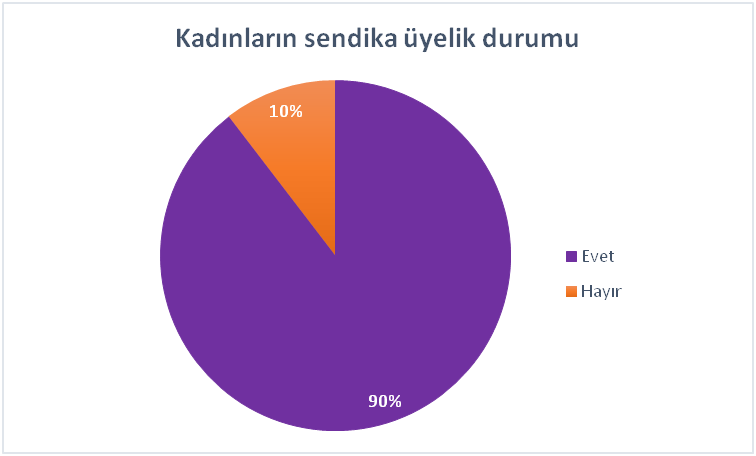 Kadınların sendika üyelik durumu
10%
Evet
Hayır
90%